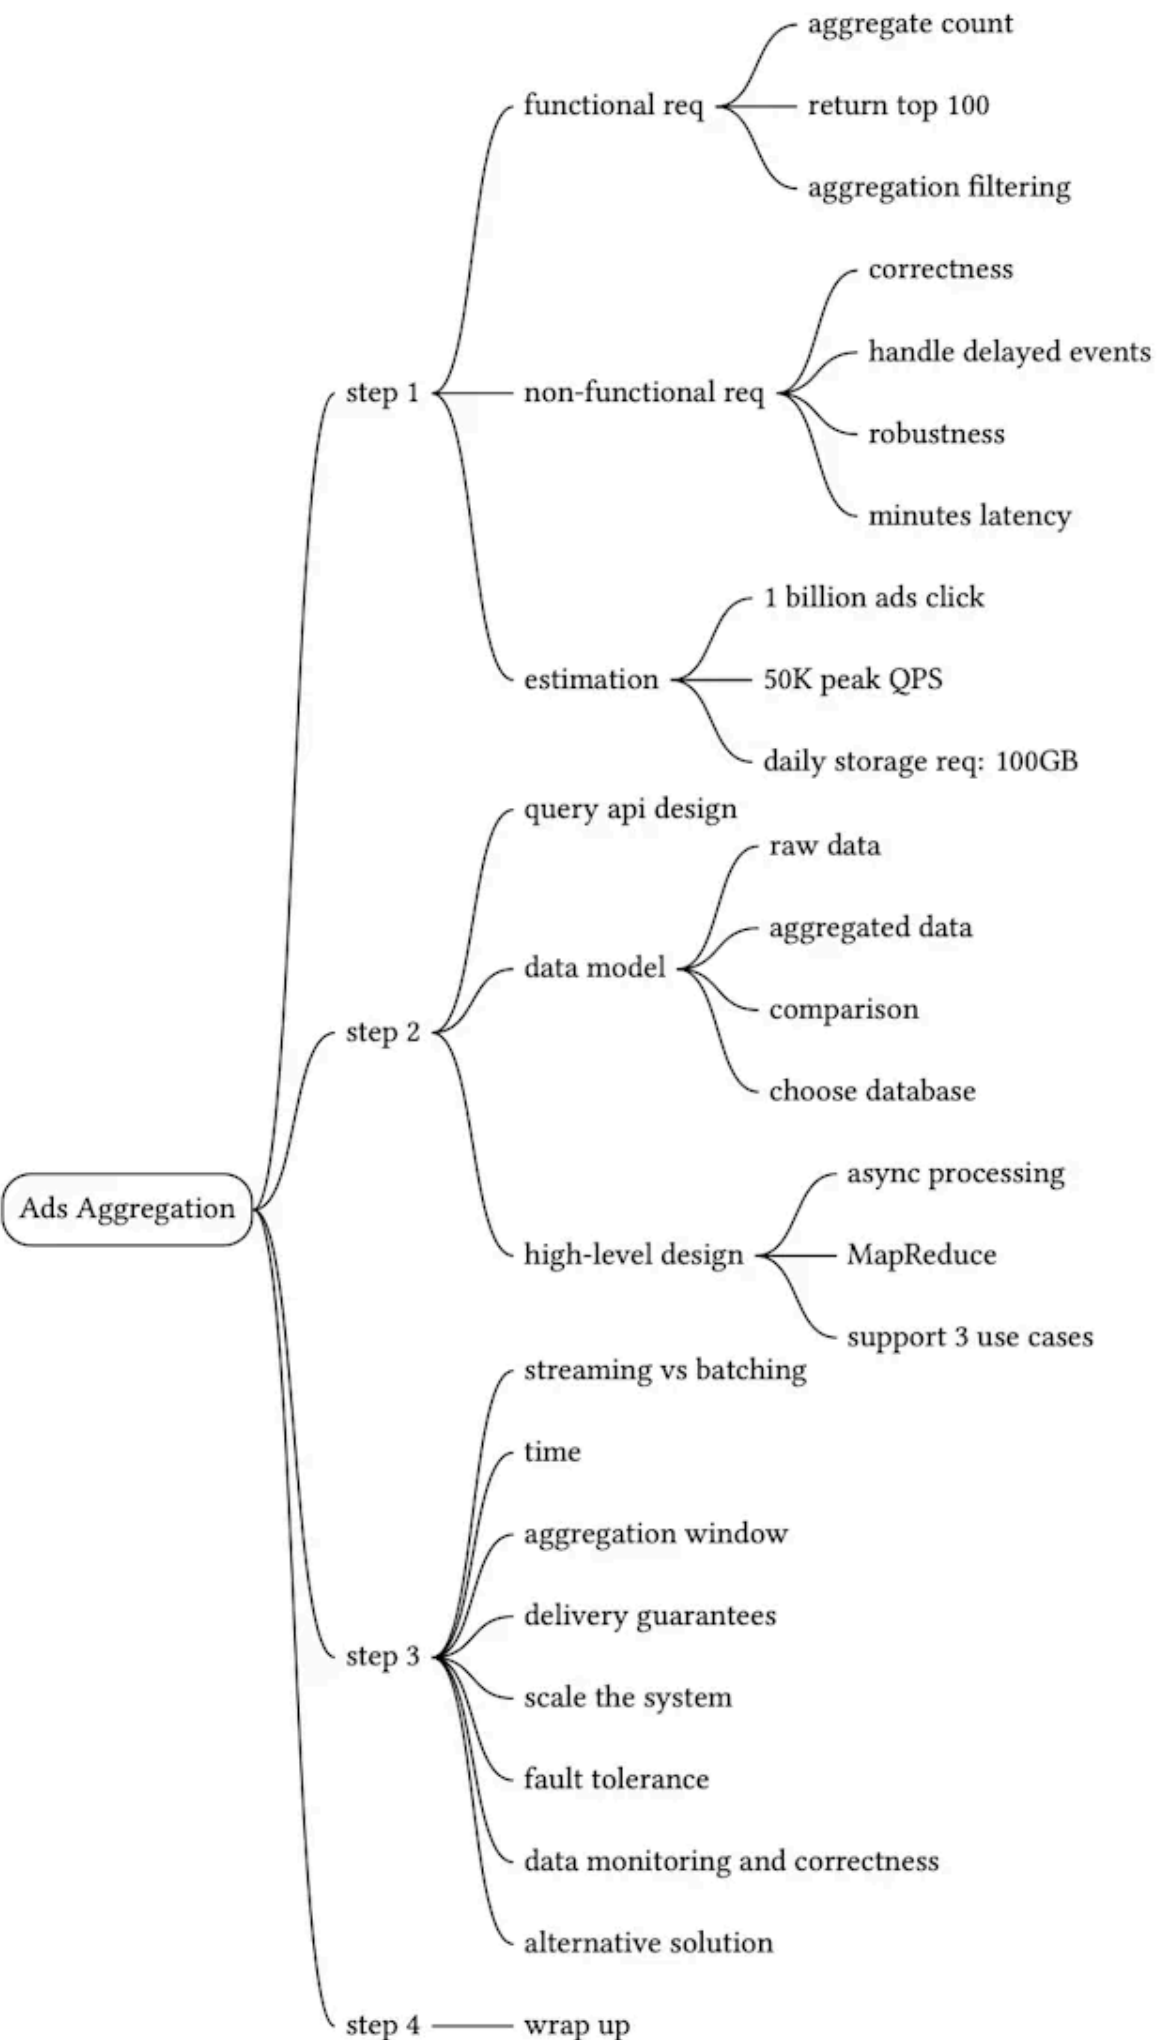 Ads Aggregation
step 1
functional req
aggregate count
return top 100
aggregation filtering
non-functional req
correctness
handle delayed events
robustness
minutes latency
estimation
1 billion ads click
50K peak QPS
daily storage req: 100GB
step 2
query api design
data model
raw data
aggregated data
comparison
choose database
high-level design
async processing
MapReduce
support 3 use cases
step 3
streaming vs batching
time
aggregation window
delivery guarantees
scale the system
fault tolerance
data monitoring and correctness
alternative solution
step 4
wrap up